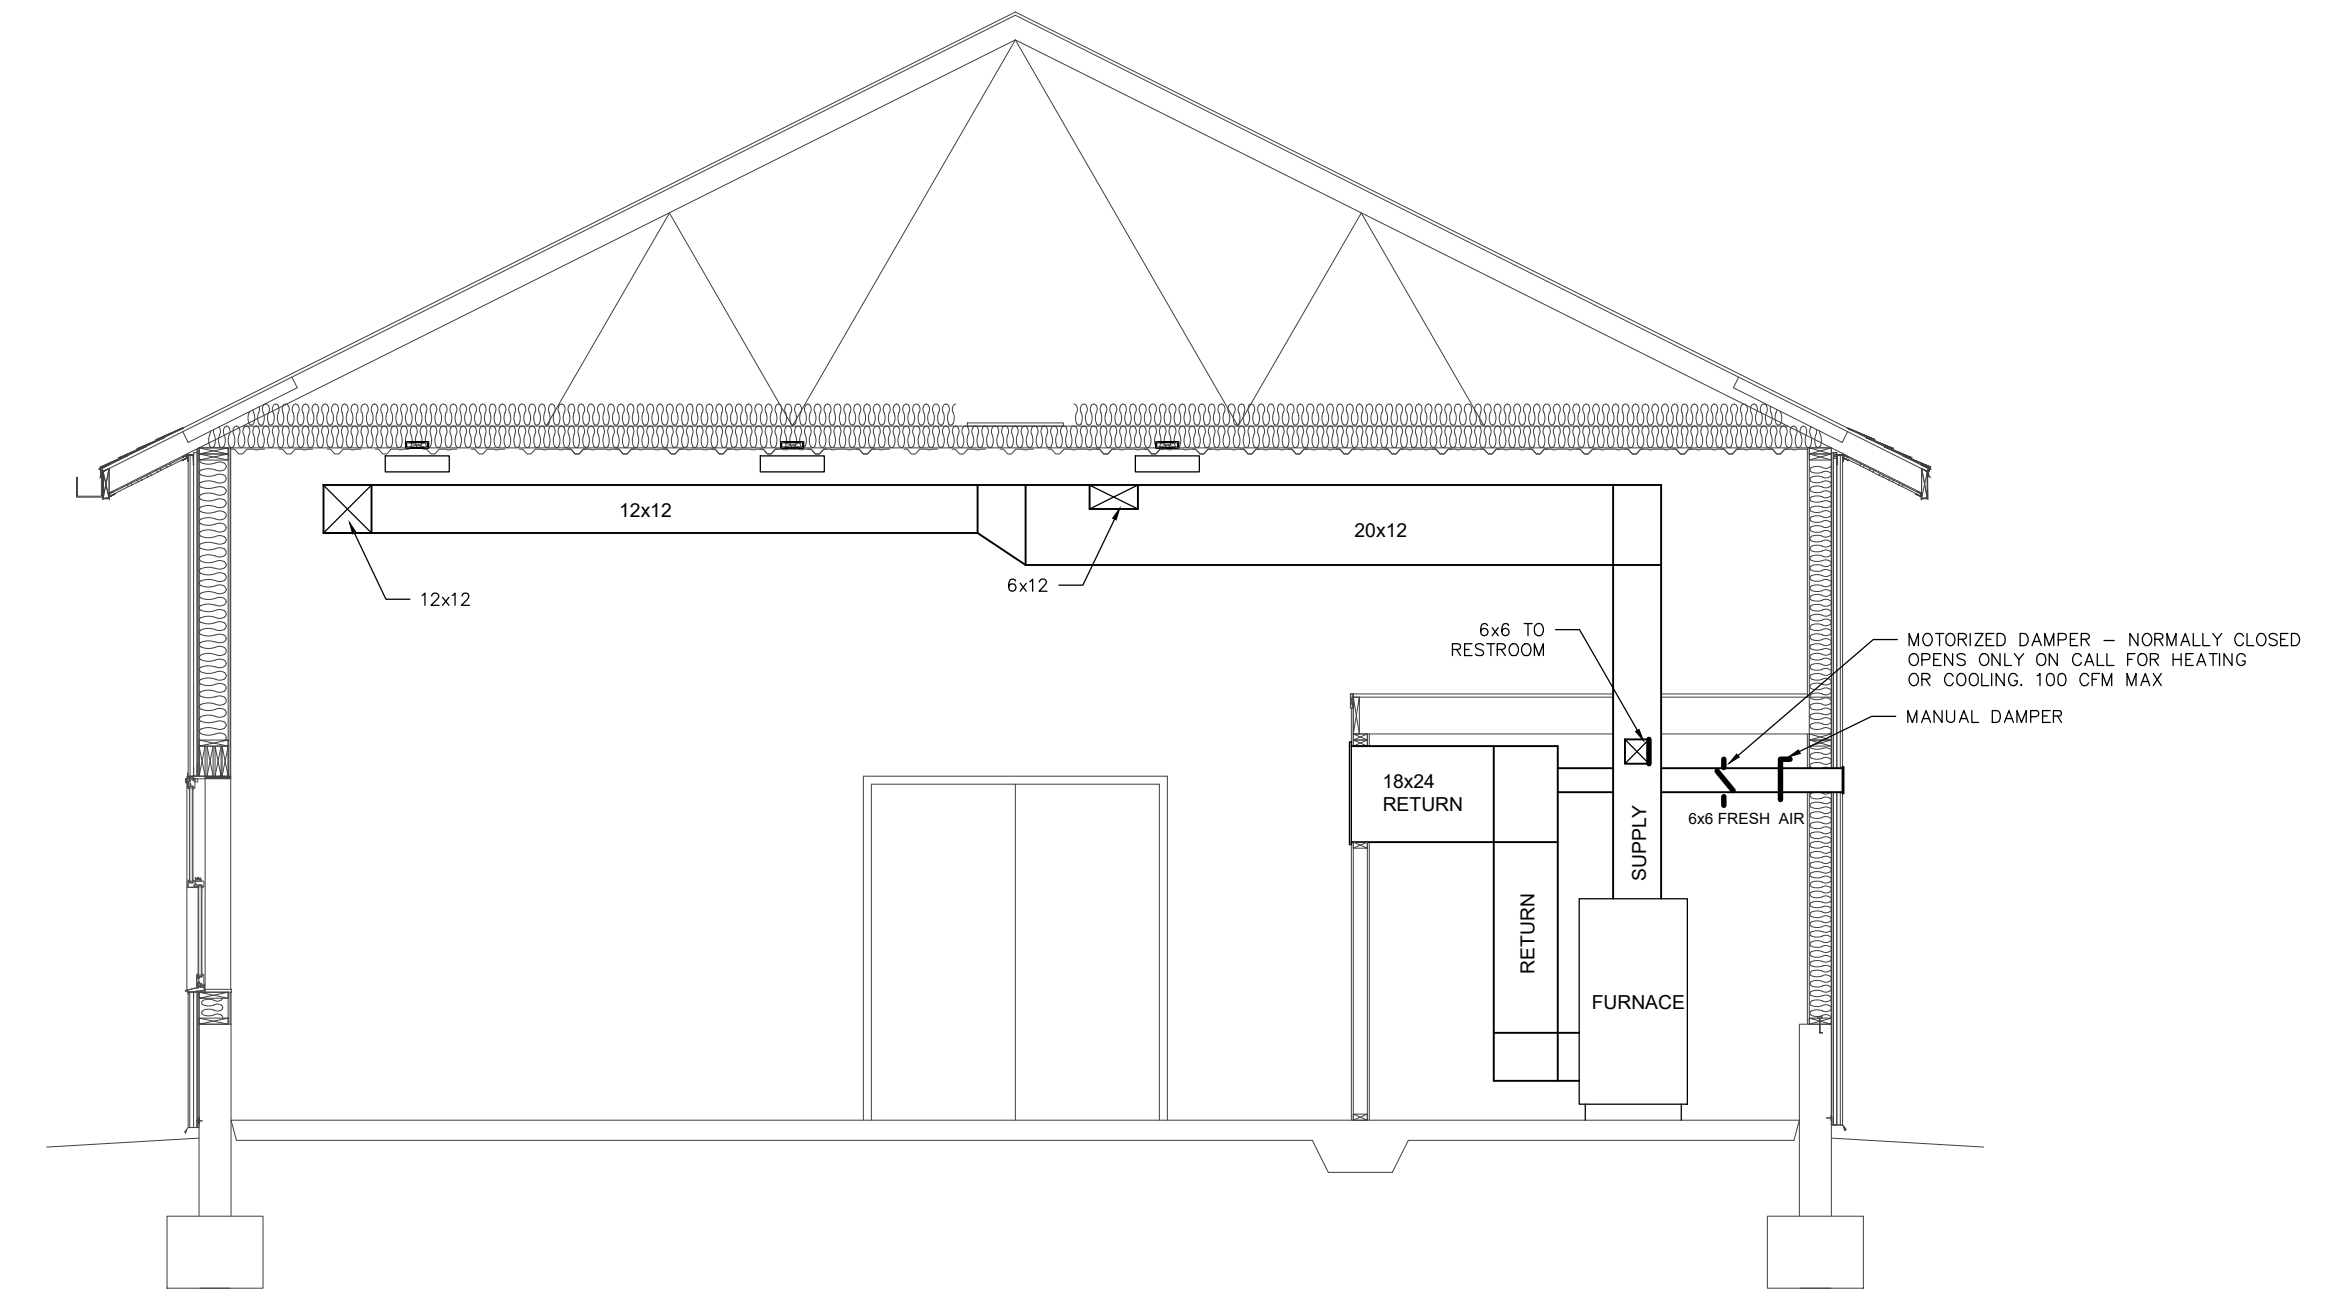 12x12
20x12
12x12
6x12
6x6 TO
RESTROOM
MOTORIZED DAMPER – NORMALLY CLOSED
OPENS ONLY ON CALL FOR HEATING
OR COOLING. 100 CFM MAX
MANUAL DAMPER
18x24
RETURN
6x6 FRESH AIR
SUPPLY
RETURN
FURNACE